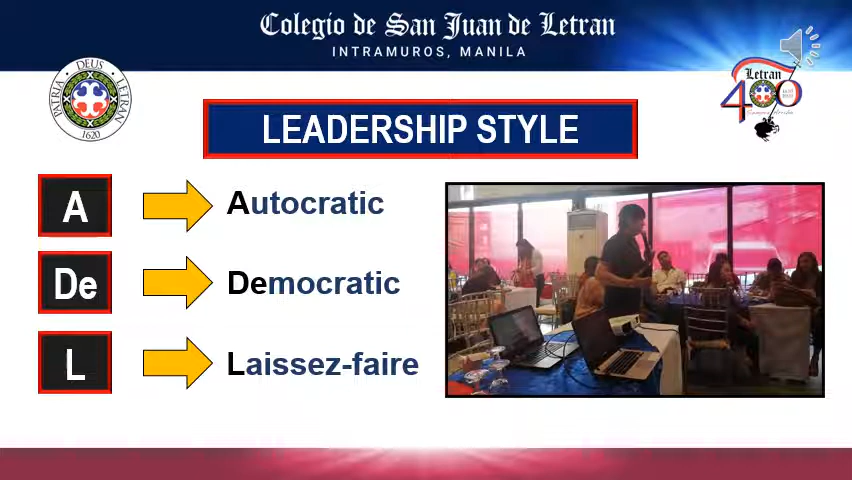 Colegio de San Juan de Letran
INTRAMUROS, MANILA
DEUS
PATRIA
LETRAN
1620
Letran
400
LEADERSHIP STYLE
A
Autocratic
De
Democratic
L
Laissez-faire